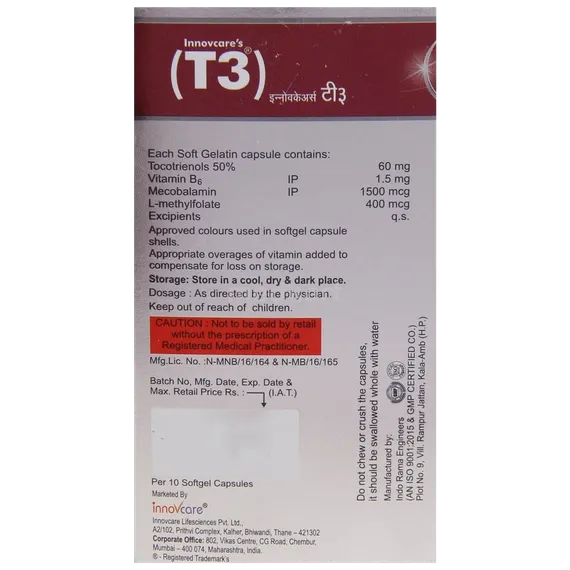 Innovcare's
(T3)®
इन्नोवकेअर्स टी३
Each Soft Gelatin capsule contains:
Tocotrienols 50% 60 mg
Vitamin B6 IP 1.5 mg
Mecobalamin IP 1500 mcg
L-methylfolate 400 mcg
Excipients q.s.
Approved colours used in softgel capsule
shells.
Appropriate overages of vitamin added to
compensate for loss on storage.
Storage: Store in a cool, dry & dark place.
Dosage : As directed by the physician.
Keep out of reach of children.
CAUTION : Not to be sold by retail
without the prescription of a
Registered Medical Practitioner.
Mfg.Lic. No. :N-MNB/16/164 & N-MB/16/165
Batch No, Mfg. Date, Exp. Date &
Max. Retail Price Rs. : (I.A.T.)
Per 10 Softgel Capsules
Marketed By
innovcare®
Innovcare Lifesciences Pvt. Ltd.,
A2/102, Prithvi Complex, Kalher, Bhiwandi, Thane – 421302
Corporate Office: 802, Vikas Centre, CG Road, Chembur,
Mumbai – 400 074, Maharashtra, India.
® - Registered Trademark's
Do not chew or crush the capsules,
it should be swallowed whole with water
Manufactured by:
Indo Rama Engineers
(AN ISO 9001:2015 & GMP CERTIFIED CO.)
Plot No. 9, Vill. Rampur Jattan, Kala-Amb (H.P.)